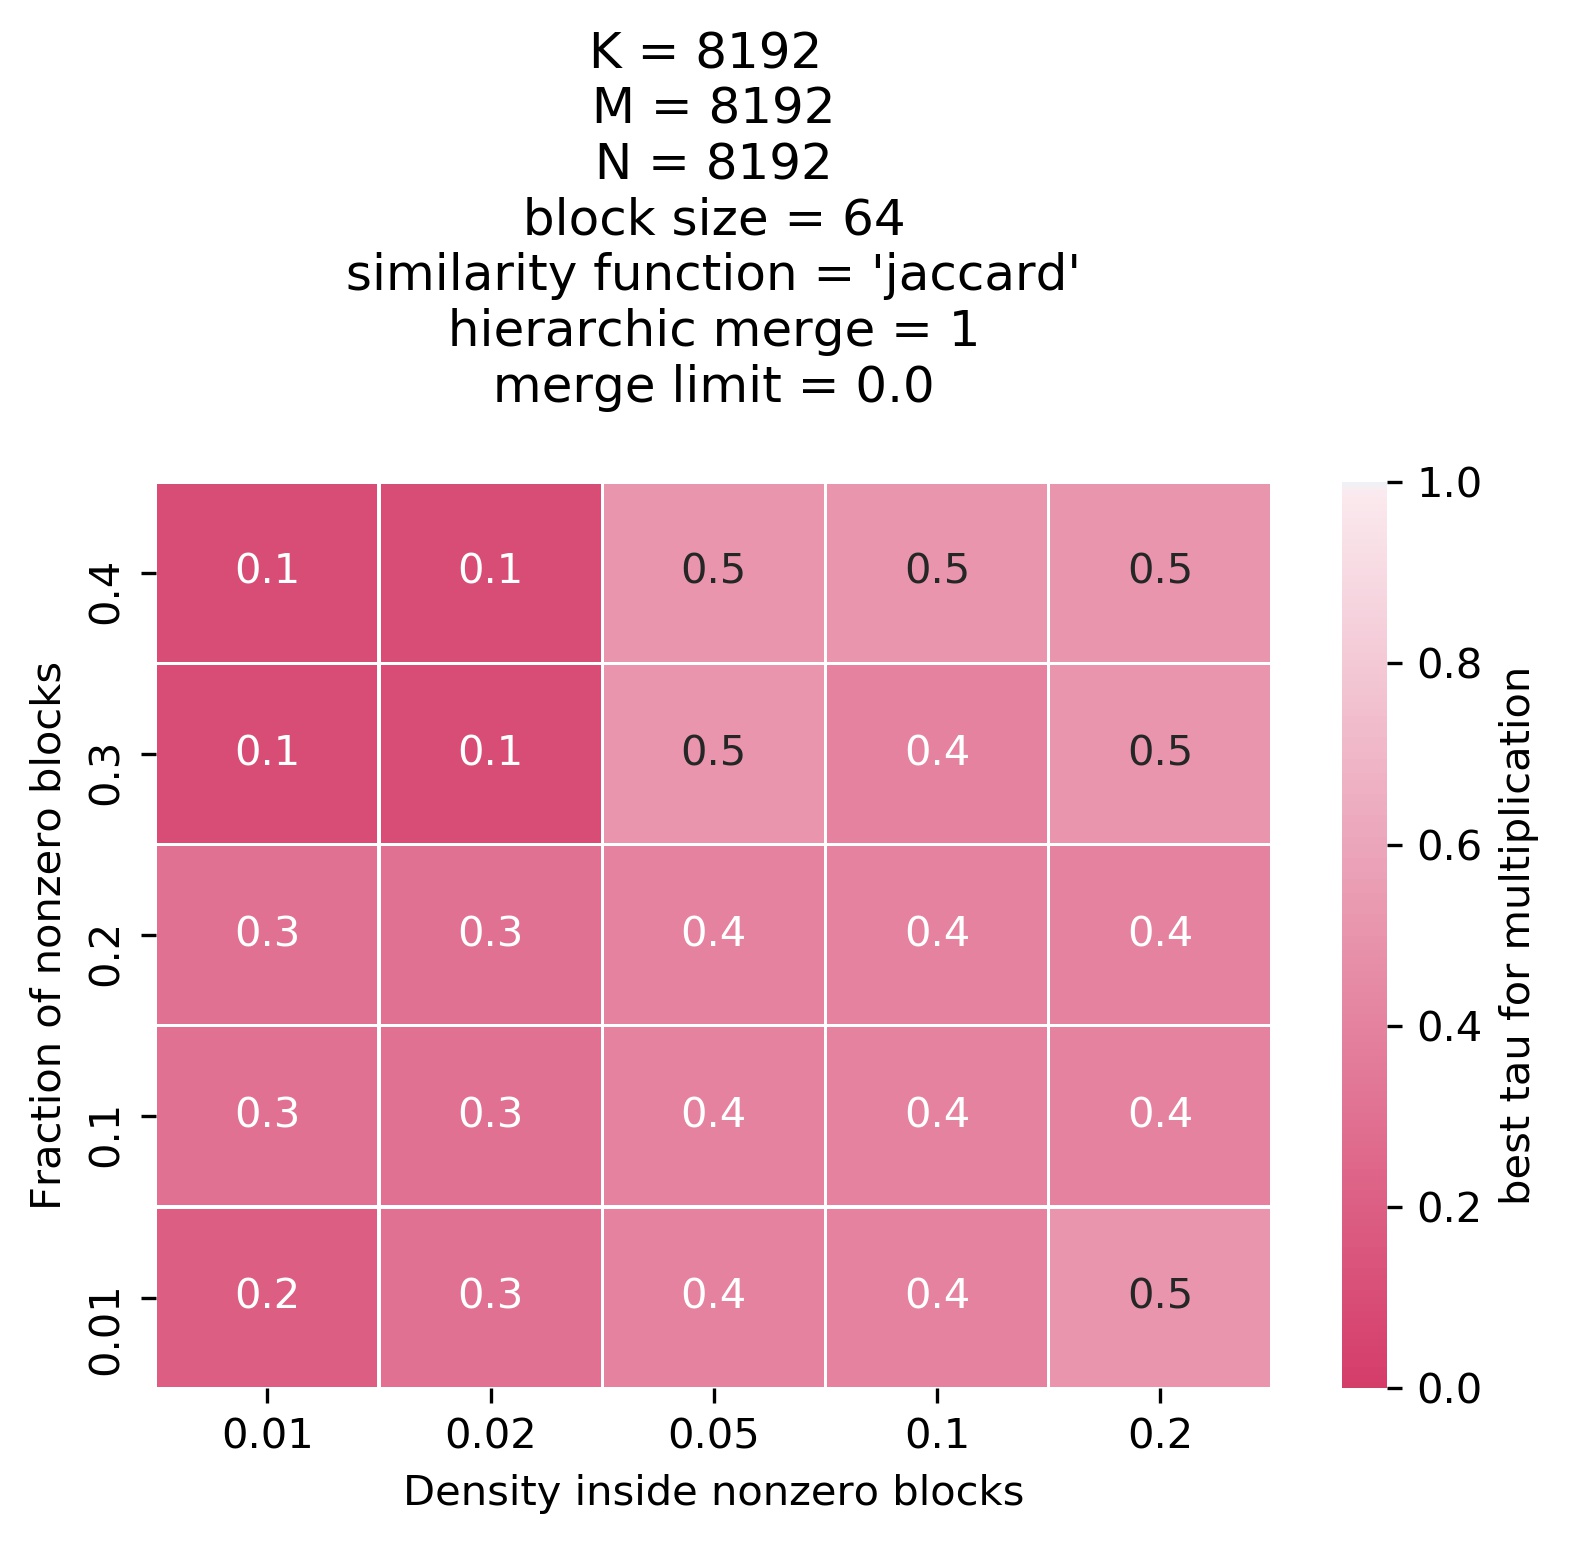 K = 8192
M = 8192
N = 8192
block size = 64
similarity function = 'jaccard'
hierarchic merge = 1
merge limit = 0.0
Fraction of nonzero blocks
0.4 0.1 0.1 0.5 0.5 0.5
0.3 0.1 0.1 0.5 0.4 0.5
0.2 0.3 0.3 0.4 0.4 0.4
0.1 0.3 0.3 0.4 0.4 0.4
0.01 0.2 0.3 0.4 0.4 0.5
0.01 0.02 0.05 0.1 0.2
Density inside nonzero blocks
1.0
0.8
0.6
0.4
0.2
0.0
best tau for multiplication